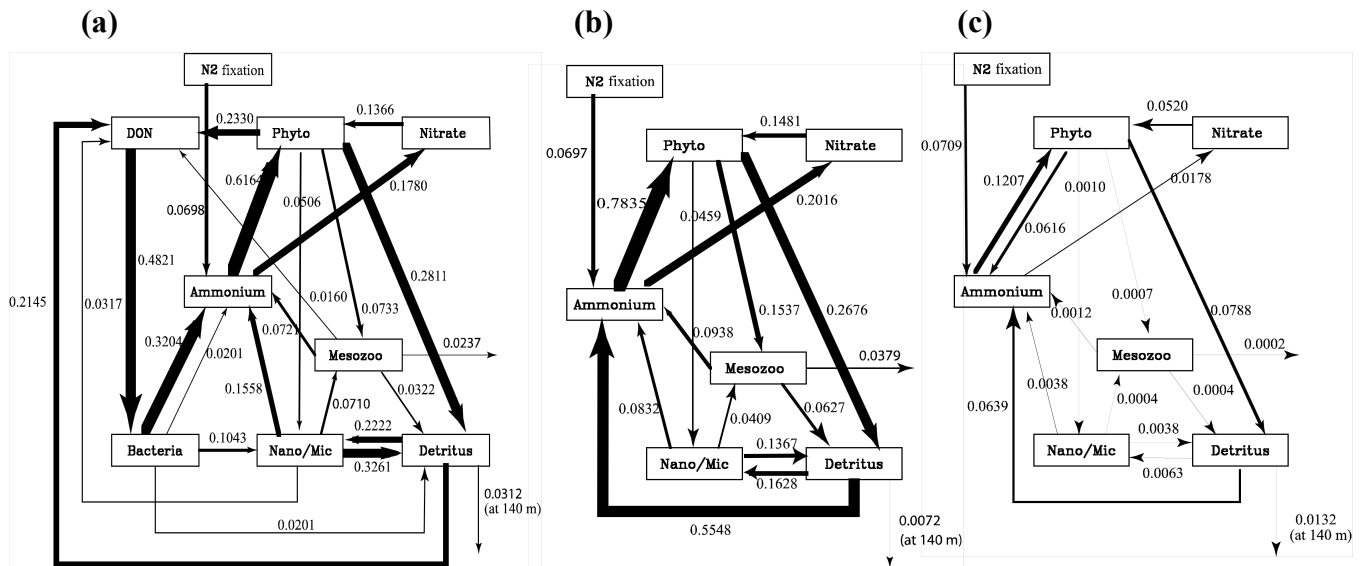 (a)
N2 fixation
0.2330
0.1366
DON
Phyto
Nitrate
0.6164
0.0506
0.1780
0.0698
0.4821
0.2811
0.2145
0.0317
Ammonium
0.0160
0.0733
0.3204
0.0721
0.0237
0.0201
Mesozoo
0.1558
0.0322
0.0710
0.1043
0.2222
Bacteria
Nano/Mic
Detritus
0.3261
0.0312
(at 140 m)
0.0201
(b)
N2 fixation
0.1481
Phyto
Nitrate
0.0697
0.7835
0.0459
0.2016
Ammonium
0.1537
0.2676
0.0938
0.0379
Mesozoo
0.0832
0.0409
0.0627
0.1367
Nano/Mic
Detritus
0.1628
0.5548
0.0072
(at 140 m)
(c)
N2 fixation
0.0520
Phyto
Nitrate
0.0709
0.1207
0.0010
0.0178
0.0616
Ammonium
0.0007
0.0012
0.0788
Mesozoo
0.0002
0.0038
0.0004
0.0004
0.0639
0.0038
Nano/Mic
Detritus
0.0063
0.0132
(at 140 m)